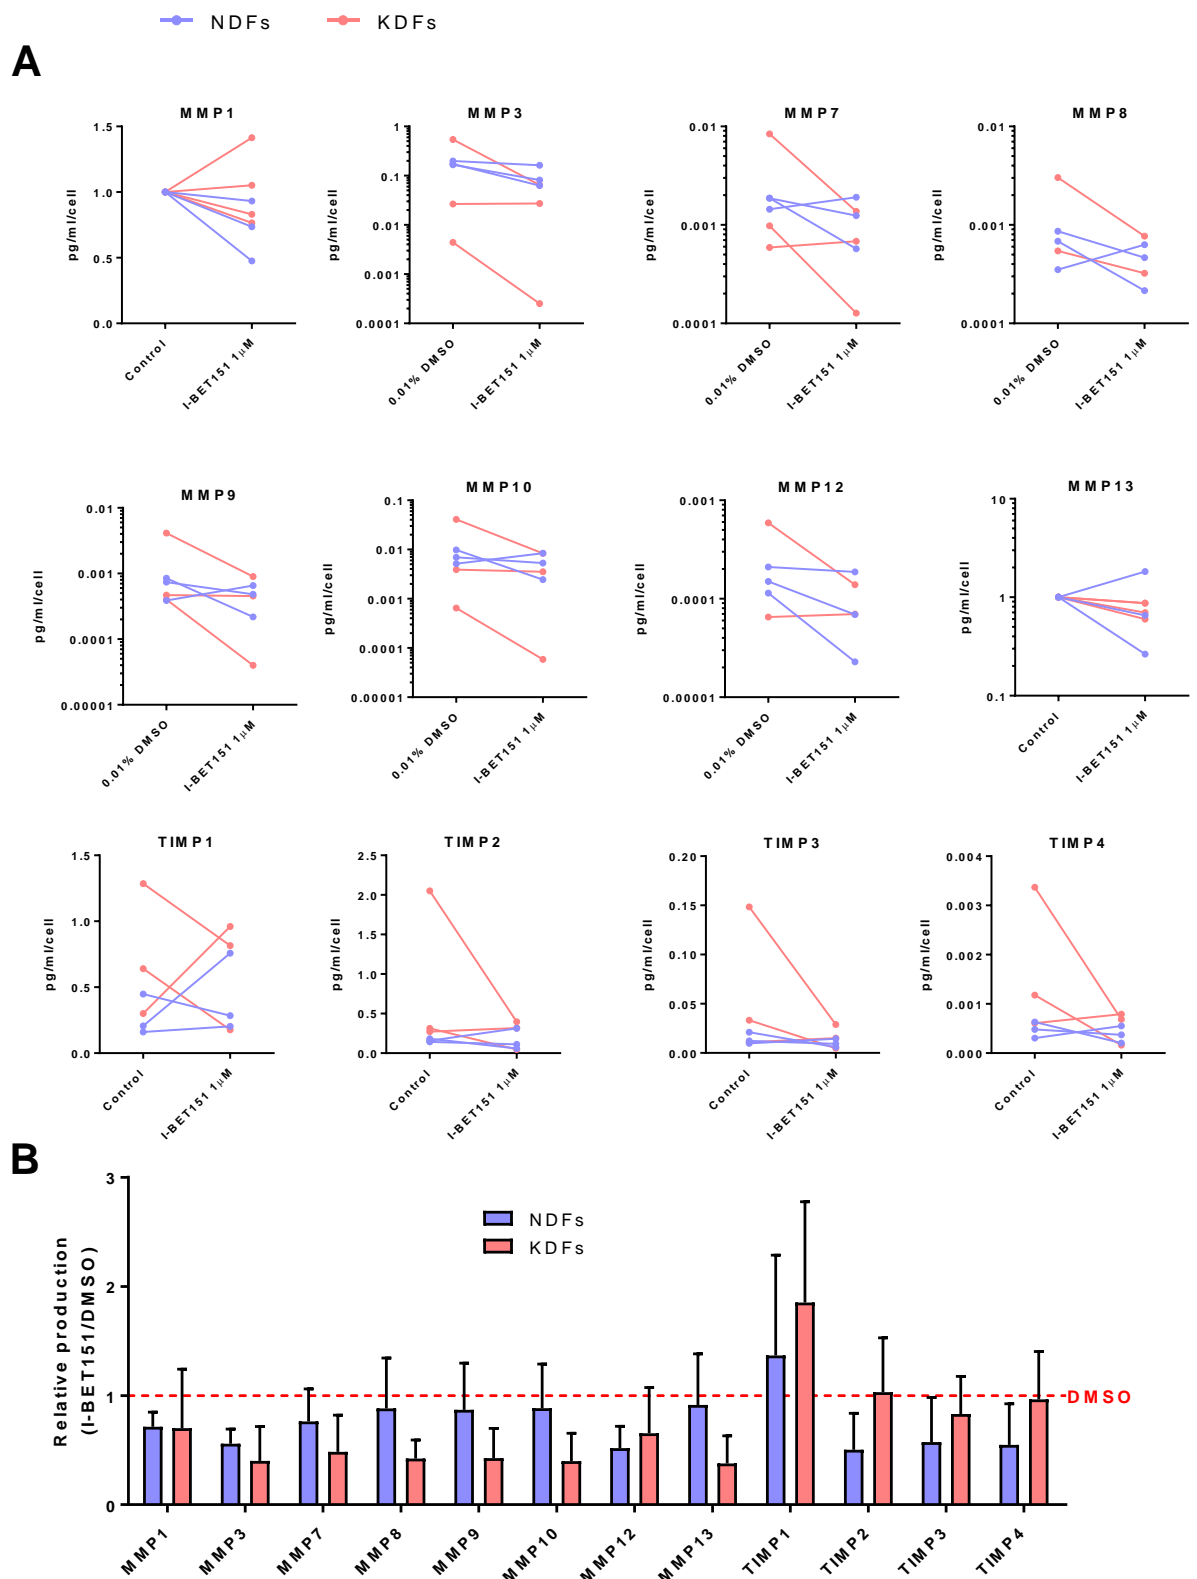 NDFs KDFs
A
MMP1 MMP3 MMP7 MMP8
pg/ml/cell
1.5
1.0
0.5
0.0
Control
I-BET151 1µM
pg/ml/cell
1
0.1
0.01
0.001
0.0001
0.01% DMSO
I-BET151 1µM
pg/ml/cell
0.01
0.001
0.0001
0.01% DMSO
I-BET151 1µM
pg/ml/cell
0.01
0.001
0.0001
0.01% DMSO
I-BET151 1µM
MMP9 MMP10 MMP12 MMP13
pg/ml/cell
0.01
0.001
0.0001
0.00001
0.01% DMSO
I-BET151 1µM
pg/ml/cell
0.1
0.01
0.001
0.0001
0.00001
0.01% DMSO
I-BET151 1µM
pg/ml/cell
0.001
0.0001
0.00001
0.01% DMSO
I-BET151 1µM
pg/ml/cell
10
1
0.1
Control
I-BET151 1µM
TIMP1 TIMP2 TIMP3 TIMP4
pg/ml/cell
1.5
1.0
0.5
0.0
Control
I-BET151 1µM
pg/ml/cell
2.5
2.0
1.5
1.0
0.5
0.0
Control
I-BET151 1µM
pg/ml/cell
0.20
0.15
0.10
0.05
0.00
Control
I-BET151 1µM
pg/ml/cell
0.004
0.003
0.002
0.001
0.000
Control
I-BET151 1µM
B
Relative production
(I-BET151/DMSO)
3
2
1
0
NDFs
KDFs
DMSO
MMP1 MMP3 MMP7 MMP8 MMP9 MMP10 MMP12 MMP13 TIMP1 TIMP2 TIMP3 TIMP4